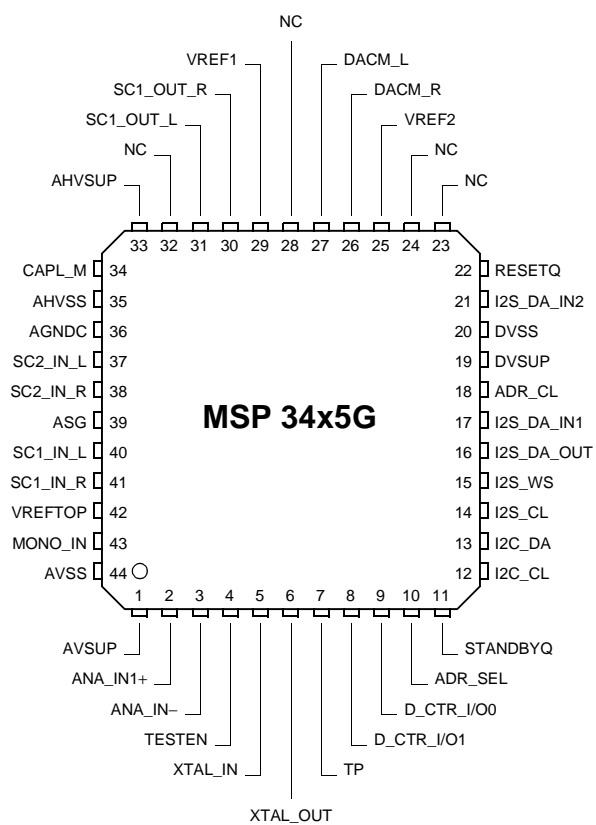 NC
VREF1
DACM_L
SC1_OUT_R
DACM_R
SC1_OUT_L
VREF2
NC
NC
AHVSUP
NC
33 32 31 30 29 28 27 26 25 24 23
CAPL_M 34
22 RESETQ
AHVSS 35
21 I2S_DA_IN2
AGNDC 36
20 DVSS
SC2_IN_L 37
19 DVSUP
SC2_IN_R 38
18 ADR_CL
ASG 39
MSP 34x5G
17 I2S_DA_IN1
SC1_IN_L 40
16 I2S_DA_OUT
SC1_IN_R 41
15 I2S_WS
VREFTOP 42
14 I2S_CL
MONO_IN 43
13 I2C_DA
AVSS 44
12 I2C_CL
1 2 3 4 5 6 7 8 9 10 11
AVSUP
STANDBYQ
ANA_IN1+
ADR_SEL
ANA_IN−
D_CTR_I/O0
TESTEN
D_CTR_I/O1
XTAL_IN
TP
XTAL_OUT